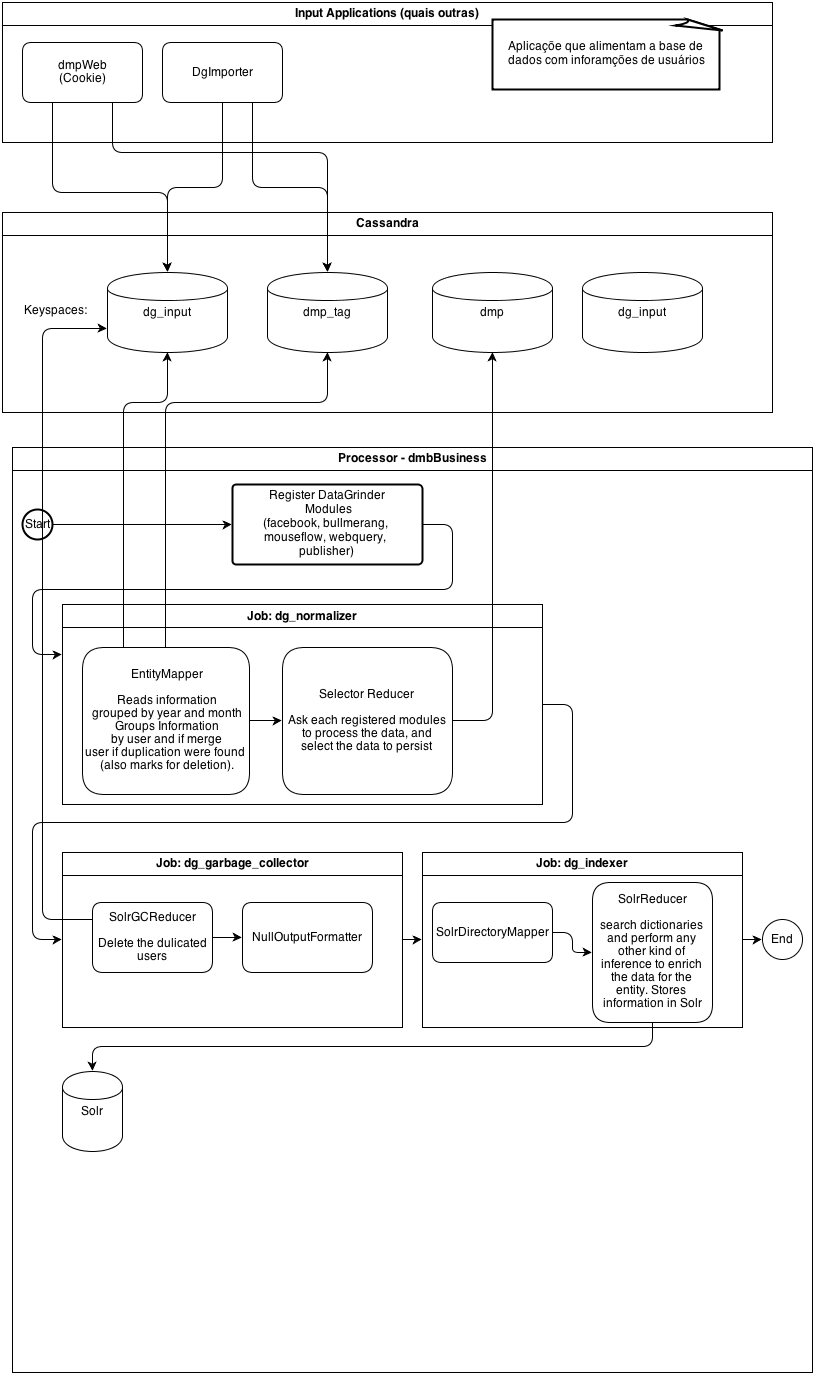 Input Applications (quais outras)
Aplicaçõe que alimentam a base de
dados com inforamções de usuários
dmpWeb
(Cookie)
DgImporter
Cassandra
Keyspaces:
dg_input
dmp_tag
dmp
dg_input
Processor - dmbBusiness
Start
Register DataGrinder
Modules
(facebook, bullmerang,
mouseflow, webquery,
publisher)
Job: dg_normalizer
EntityMapper
Reads information
grouped by year and month
Groups Information
by user and if merge
user if duplication were found
(also marks for deletion).
Selector Reducer
Ask each registered modules
to process the data, and
select the data to persist
Job: dg_garbage_collector
SolrGCReducer
Delete the dulicated
users
NullOutputFormatter
Job: dg_indexer
SolrDirectoryMapper
SolrReducer
search dictionaries
and perform any
other kind of
inference to enrich
the data for the
entity. Stores
information in Solr
End
Solr